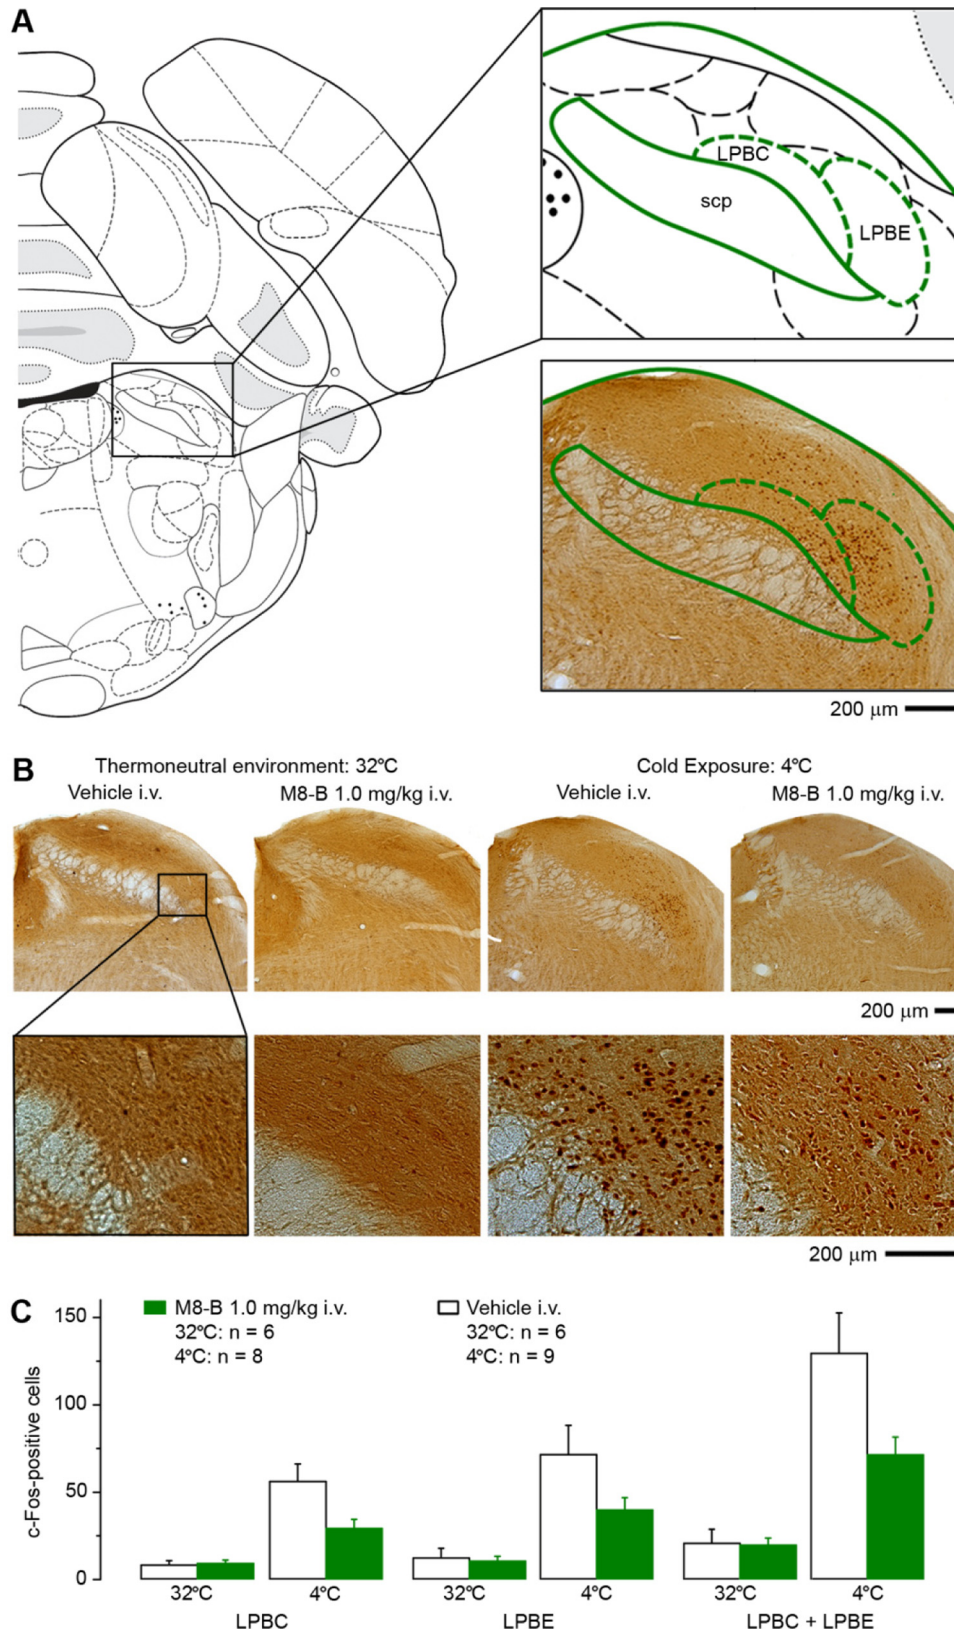 A
LPBC
scp
LPBE
200 µm
B
Thermoneutral environment: 32ºC
Cold Exposure: 4ºC
Vehicle i.v.
M8-B 1.0 mg/kg i.v.
Vehicle i.v.
M8-B 1.0 mg/kg i.v.
200 µm
200 µm
C
M8-B 1.0 mg/kg i.v.
32ºC: n = 6
4ºC: n = 8
Vehicle i.v.
32ºC: n = 6
4ºC: n = 9
c-Fos-positive cells
150
100
50
0
32ºC
4ºC
32ºC
4ºC
32ºC
4ºC
LPBC
LPBE
LPBC + LPBE